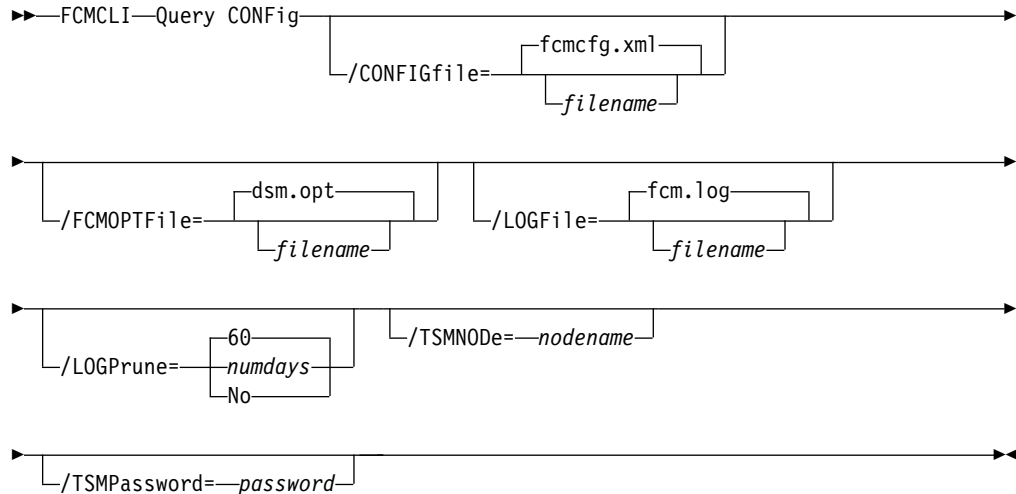 FCMCLI Query CONFig
fcmcfg.xml
/CONFIGfile=
filename
dsm.opt
/FCMOPTFile=
filename
fcm.log
/LOGFile=
filename
60
/LOGPrune=
numdays
No
/TSMNODe= nodename
/TSMPassword= password